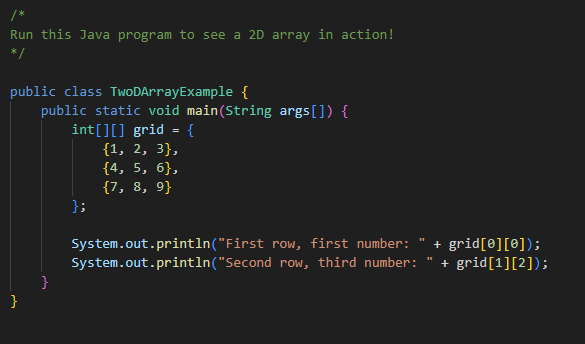 /*
Run this Java program to see a 2D array in action!
*/
public class TwoDArrayExample {
    public static void main(String args[]) {
        int[][] grid = {
            {1, 2, 3},
            {4, 5, 6},
            {7, 8, 9}
        };
        System.out.println("First row, first number: " + grid[0][0]);
        System.out.println("Second row, third number: " + grid[1][2]);
    }
}